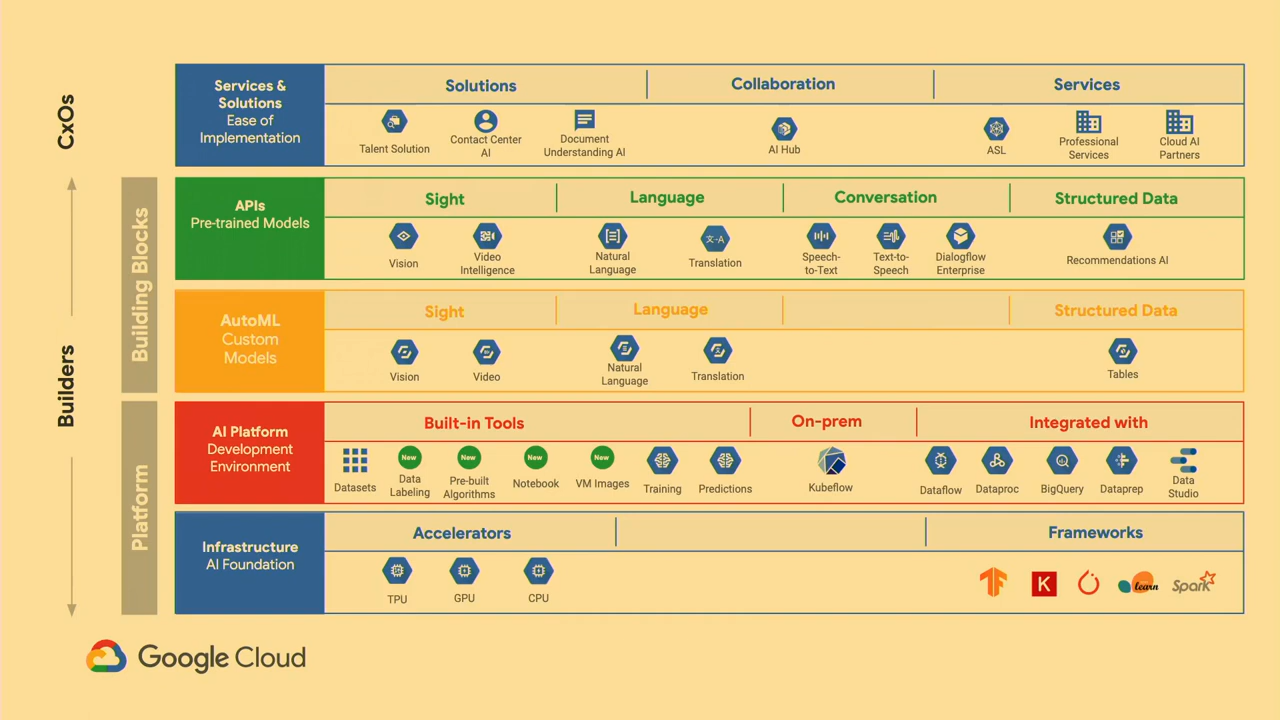 CxOs
Builders
Building Blocks
Platform
Services &
Solutions
Ease of
Implementation
Solutions
Collaboration
Services
Talent Solution
Contact Center
AI
Document
Understanding AI
AI Hub
ASL
Professional
Services
Cloud AI
Partners
APIs
Pre-trained Models
Sight
Language
Conversation
Structured Data
Vision
Video
Intelligence
Natural
Language
Translation
Speech-
to-Text
Text-to-
Speech
Dialogflow
Enterprise
Recommendations AI
AutoML
Custom
Models
Sight
Language
Structured Data
Vision
Video
Natural
Language
Translation
Tables
AI Platform
Development
Environment
Built-in Tools
On-prem
Integrated with
Datasets
New
Data
Labeling
New
Pre-built
Algorithms
New
Notebook
New
VM Images
Training
Predictions
Kubeflow
Dataflow
Dataproc
BigQuery
Dataprep
Data
Studio
Infrastructure
AI Foundation
Accelerators
Frameworks
TPU
GPU
CPU
K
learn
Spark
Google Cloud